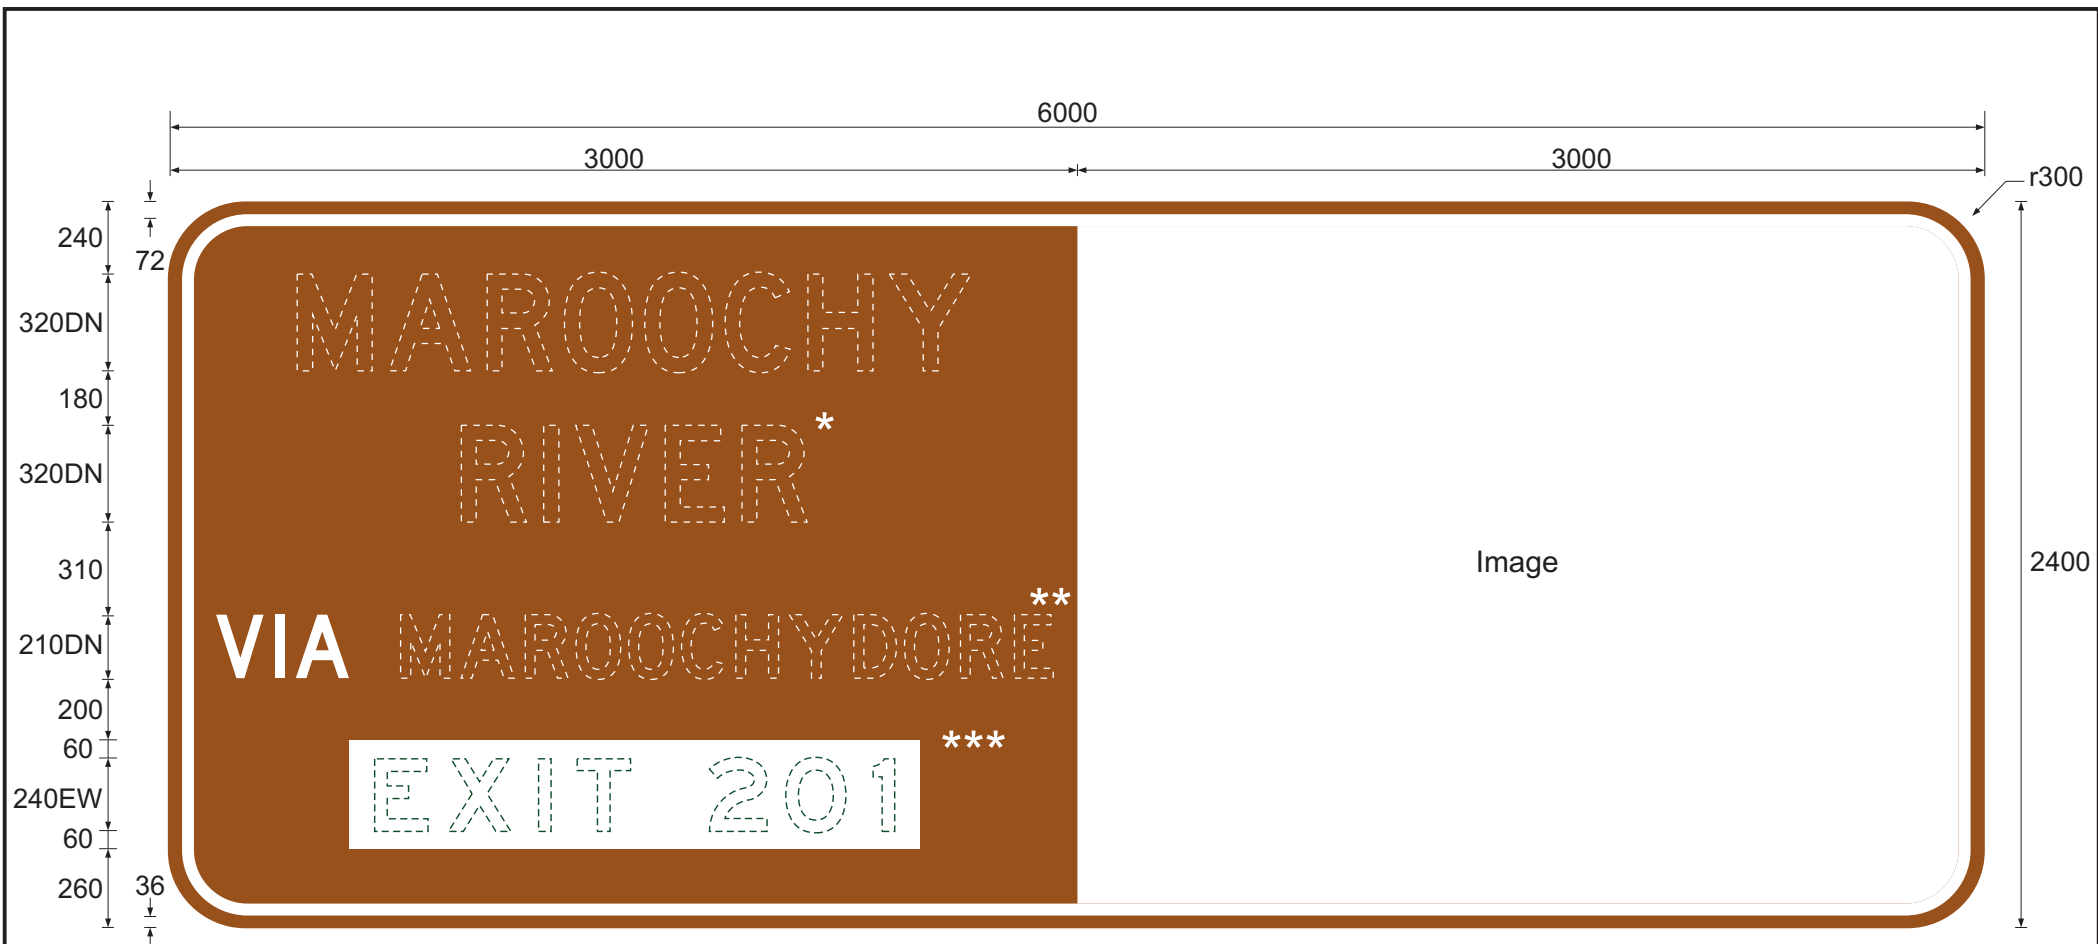 6000
3000 3000
r300
240
72
MAROOCHY
320DN
180
RIVER*
320DN
310
Image
2400
**
VIA MAROOCHYDORE
210DN
200
60
***
EXIT 201
240EW
60
260
36